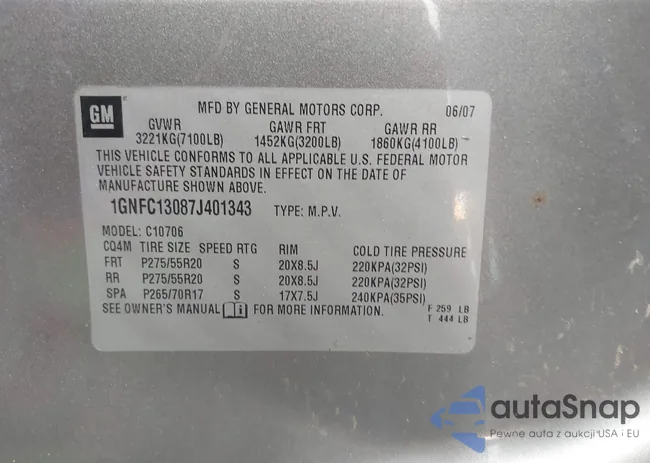 GM
MFD BY GENERAL MOTORS CORP. 06/07
GVWR GAWR FRT GAWR RR
3221KG(7100LB) 1452KG(3200LB) 1860KG(4100LB)
THIS VEHICLE CONFORMS TO ALL APPLICABLE U.S. FEDERAL MOTOR
VEHICLE SAFETY STANDARDS IN EFFECT ON THE DATE OF
MANUFACTURE SHOWN ABOVE.
1GNFC13087J401343 TYPE: M.P.V.
MODEL: C10706
CQ4M TIRE SIZE SPEED RTG RIM COLD TIRE PRESSURE
FRT P275/55R20 S 20X8.5J 220KPA(32PSI)
RR P275/55R20 S 20X8.5J 220KPA(32PSI)
SPA P265/70R17 S 17X7.5J 240KPA(35PSI)
SEE OWNER'S MANUAL i FOR MORE INFORMATION. F 259 LB
T 444 LB
autaSnap
Pewne auta z aukcji USA i EU